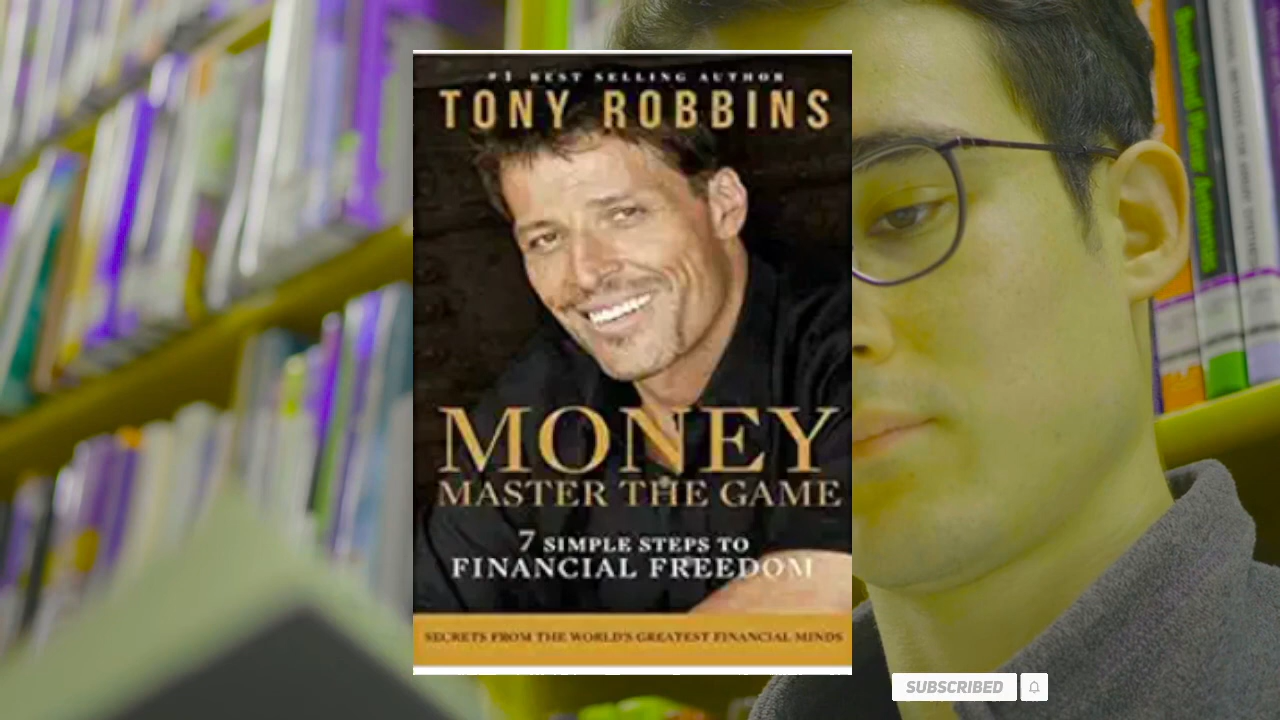 #1 BEST SELLING AUTHOR
TONY ROBBINS
MONEY
MASTER THE GAME
7 SIMPLE STEPS TO
FINANCIAL FREEDOM
SECRETS FROM THE WORLD'S GREATEST FINANCIAL MINDS
SUBSCRIBED